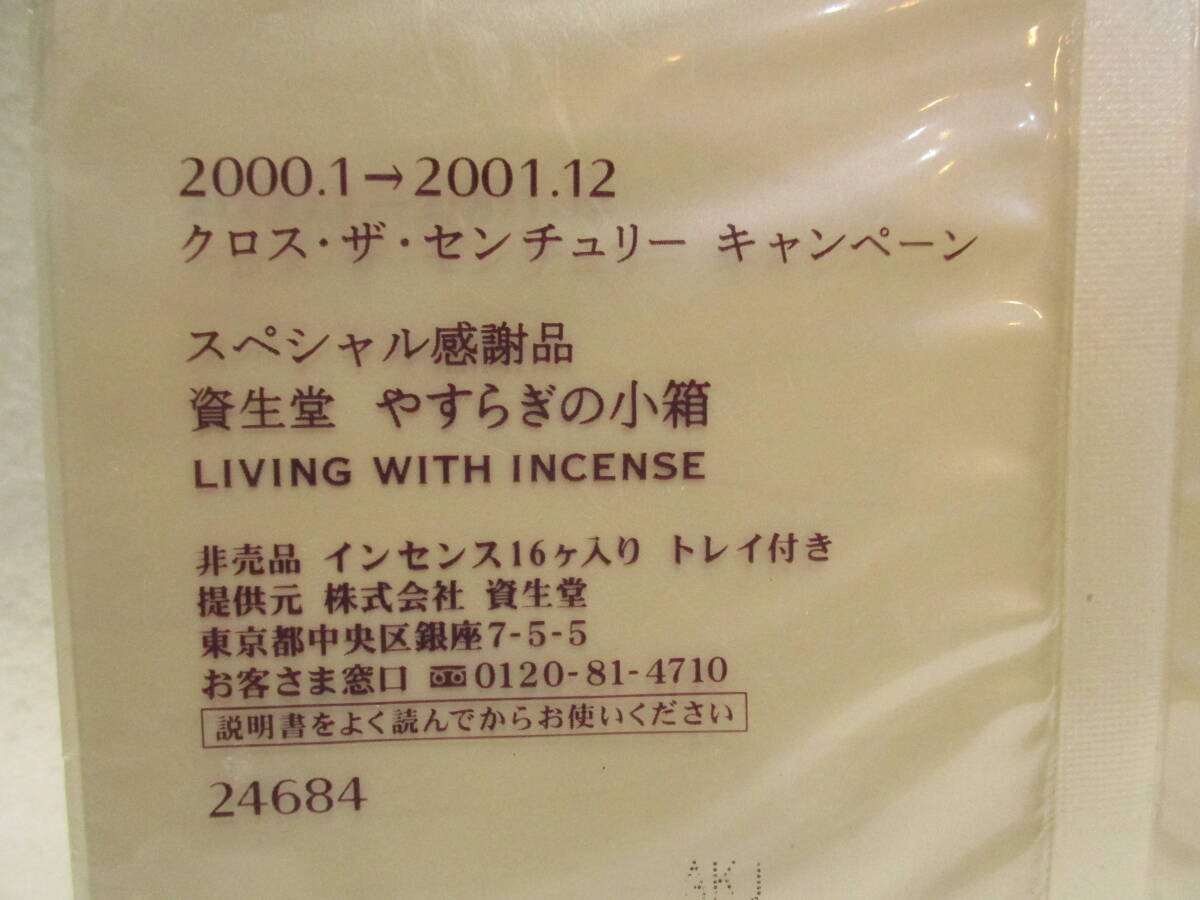 2000.1→2001.12
クロス・ザ・センチュリー キャンペーン
スペシャル感謝品
資生堂 やすらぎの小箱
LIVING WITH INCENSE
非売品 インセンス16ヶ入り トレイ付き
提供元 株式会社 資生堂
東京都中央区銀座7-5-5
お客さま窓口 0120-81-4710
説明書をよく読んでからお使いください
24684